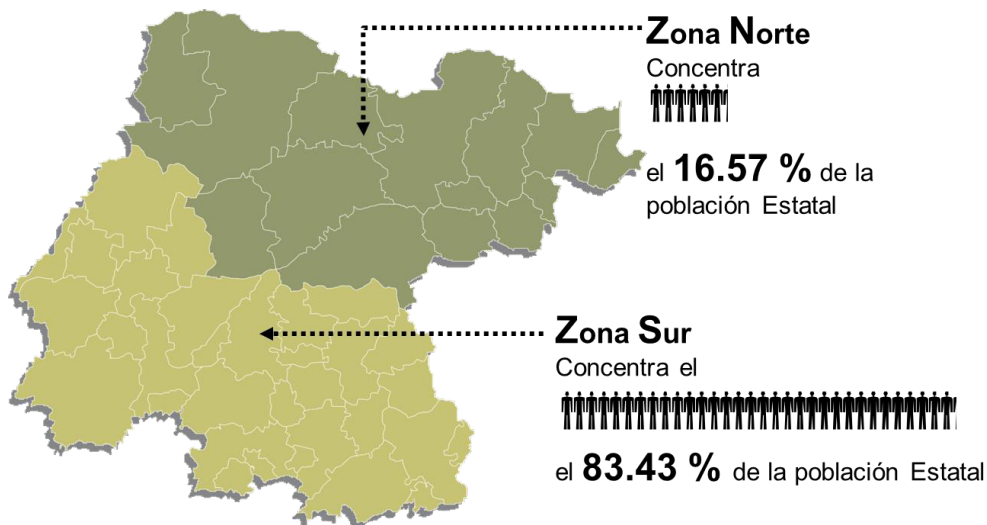 Zona Norte
Concentra
el 16.57 % de la
población Estatal
Zona Sur
Concentra el
el 83.43 % de la población Estatal